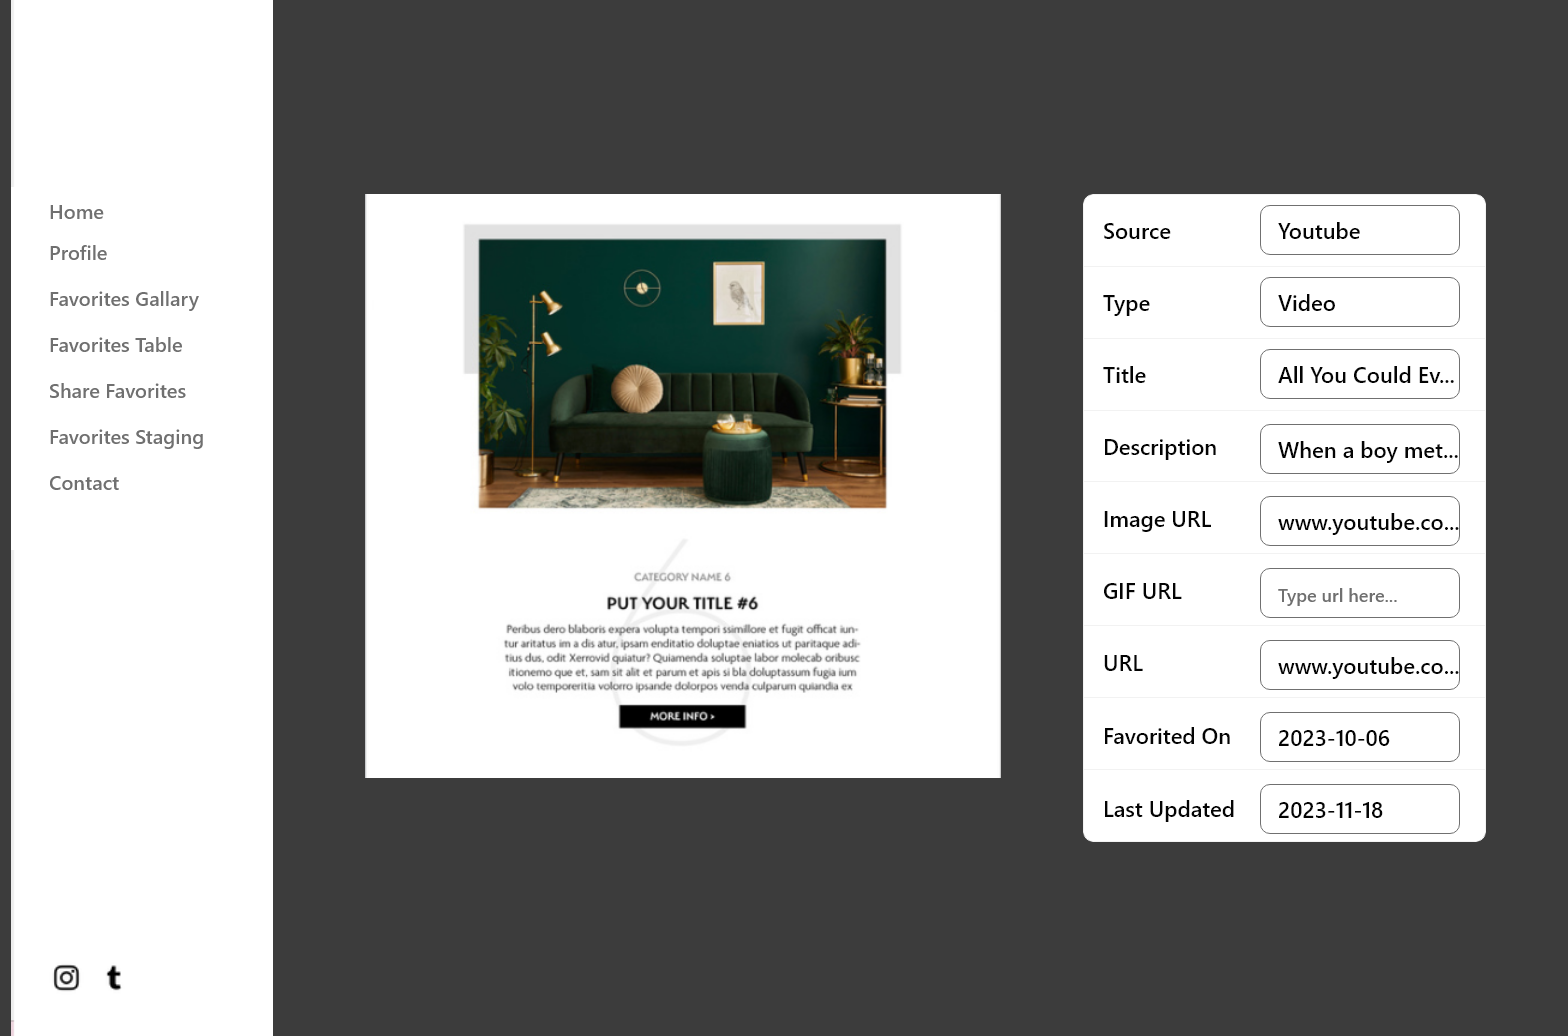 Home
Profile
Favorites Gallary
Favorites Table
Share Favorites
Favorites Staging
Contact
CATEGORY NAME 6
PUT YOUR TITLE #6
Peribus dero blaboris expera volupta tempori ssimillore et fugit officat iun-
tur aritatus im a dis atur, ipsam enditatio doluptae eniatios ut paritaque adi-
tius dus, odit Xerrovid quiatur? Quiamenda soluptae labor molecab oribusc
itionemo que et, sam sit alit et parum et apis si bla doluptassum fugia ium
volo temporeritia volorro ipsande dolorpos venda culparum quiandia ex
MORE INFO >
Source Youtube
Type Video
Title All You Could Ev...
Description When a boy met...
Image URL www.youtube.co...
GIF URL Type url here...
URL www.youtube.co...
Favorited On 2023-10-06
Last Updated 2023-11-18